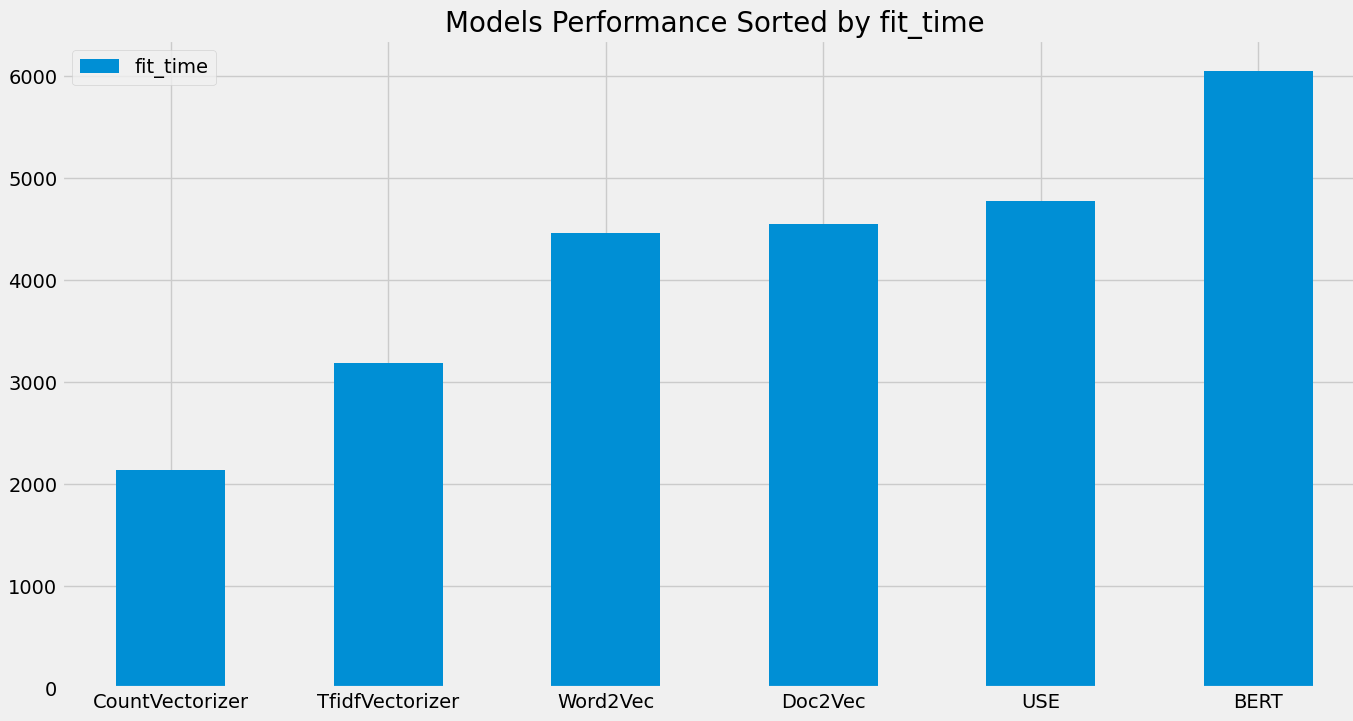 Models Performance Sorted by fit_time
fit_time
6000
5000
4000
3000
2000
1000
0
CountVectorizer TfidfVectorizer Word2Vec Doc2Vec USE BERT